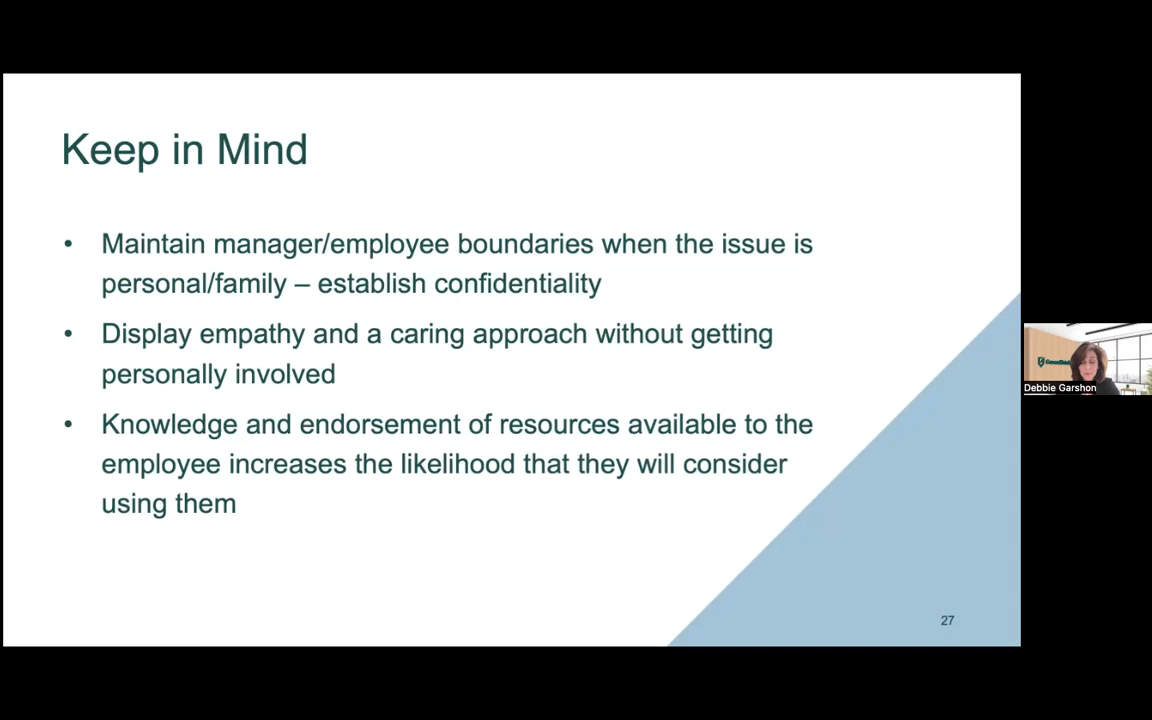 Keep in Mind
• Maintain manager/employee boundaries when the issue is
personal/family – establish confidentiality
• Display empathy and a caring approach without getting
personally involved
• Knowledge and endorsement of resources available to the
employee increases the likelihood that they will consider
using them
27
Debbie Garshon